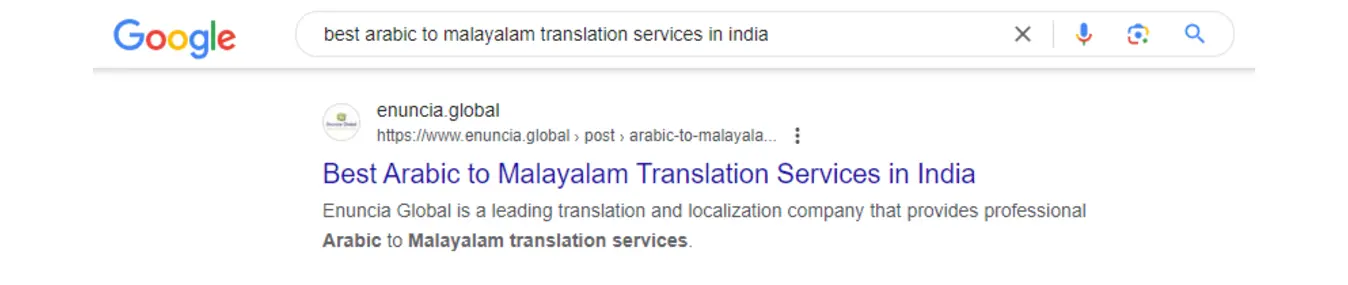 Google
best arabic to malayalam translation services in india
enuncia.global
https://www.enuncia.global › post › arabic-to-malayala...
Best Arabic to Malayalam Translation Services in India
Enuncia Global is a leading translation and localization company that provides professional
Arabic to Malayalam translation services.